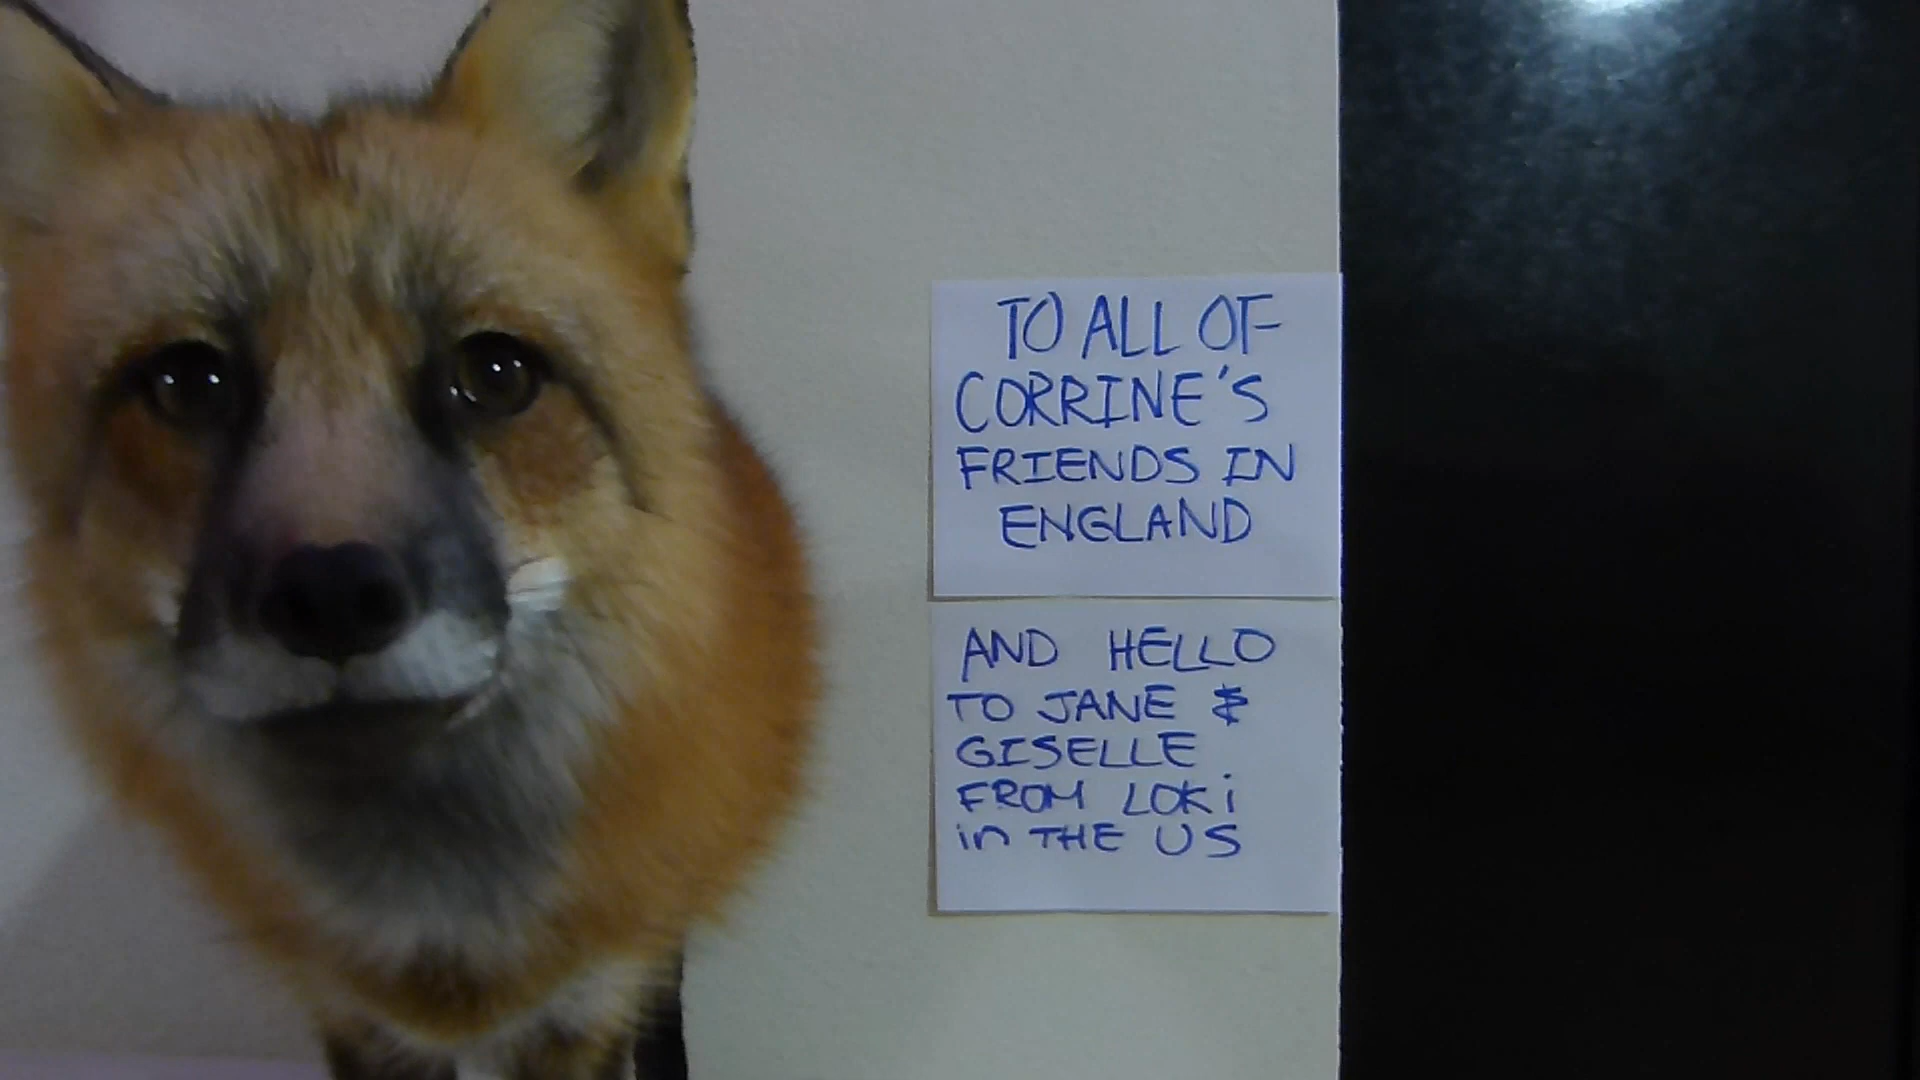 TO ALL OF
CORRINE'S
FRIENDS IN
ENGLAND
AND HELLO
TO JANE &
GISELLE
FROM LOKi
in THE US